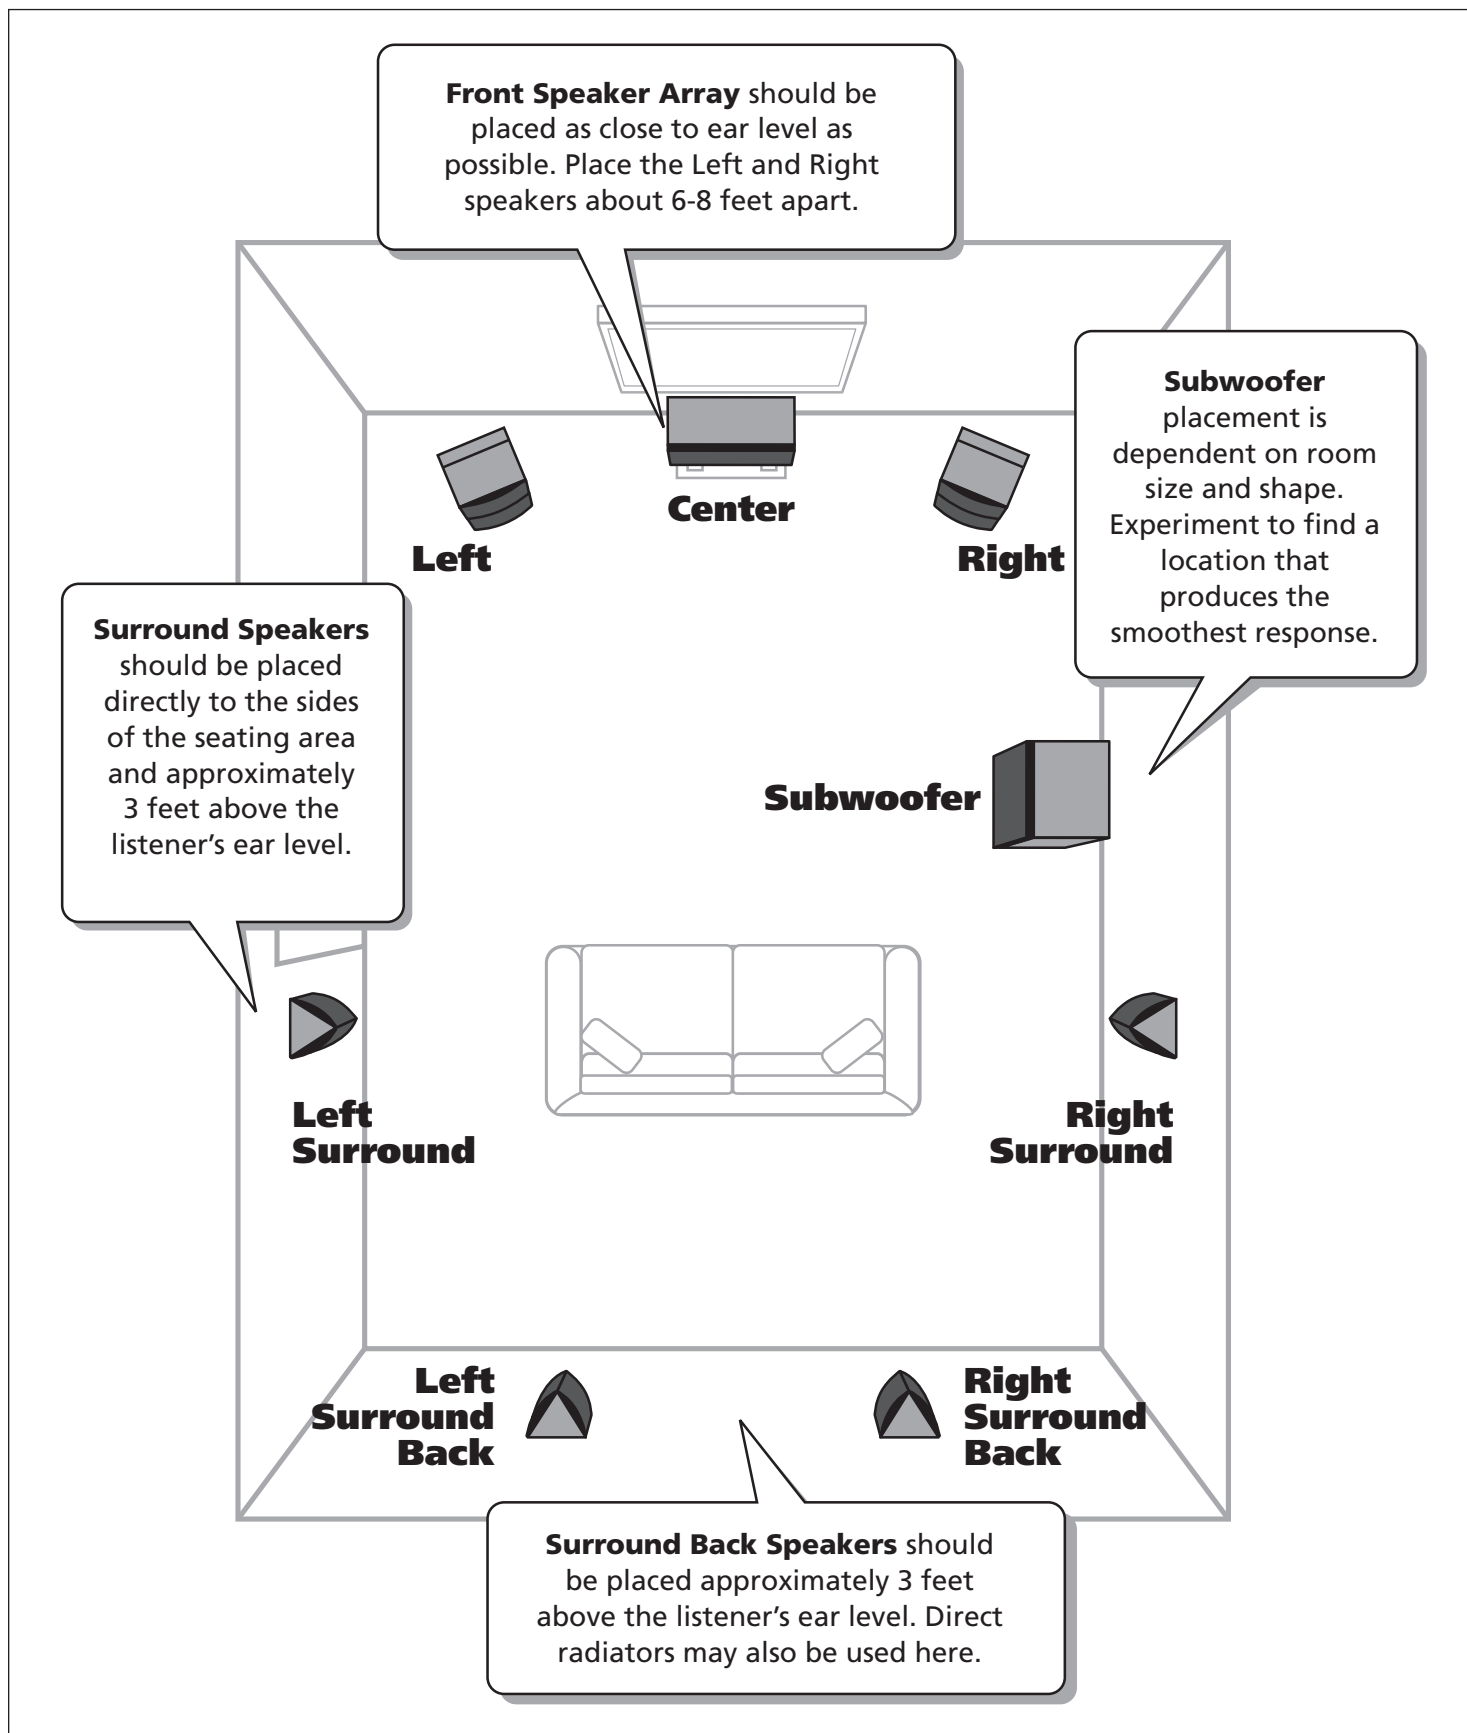 Front Speaker Array should be
placed as close to ear level as
possible. Place the Left and Right
speakers about 6-8 feet apart.
Subwoofer
placement is
dependent on room
size and shape.
Experiment to find a
location that
produces the
smoothest response.
Center
Left
Right
Surround Speakers
should be placed
directly to the sides
of the seating area
and approximately
3 feet above the
listener’s ear level.
Subwoofer
Left
Surround
Right
Surround
Left
Surround
Back
Right
Surround
Back
Surround Back Speakers should
be placed approximately 3 feet
above the listener’s ear level. Direct
radiators may also be used here.